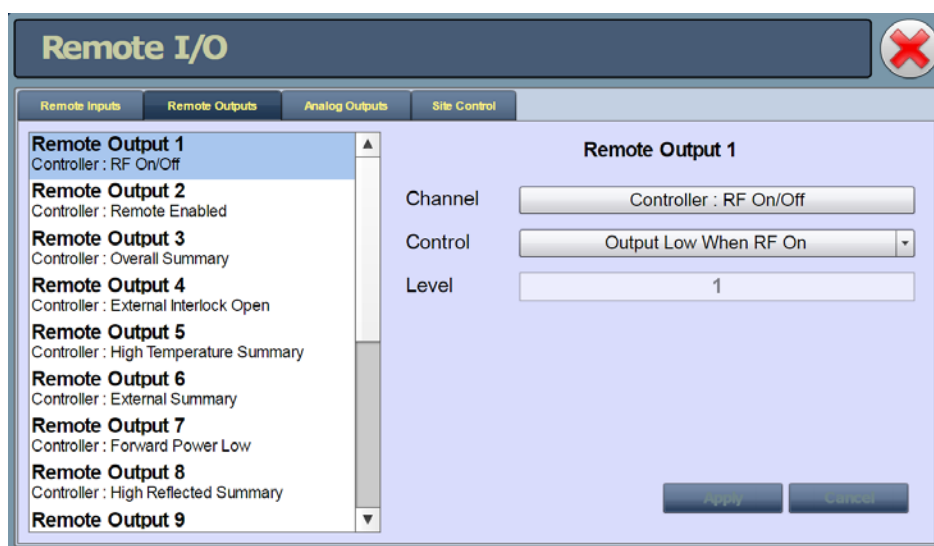 Remote I/O
Remote Inputs
Remote Outputs
Analog Outputs
Site Control
Remote Output 1
Controller : RF On/Off
Remote Output 2
Controller : Remote Enabled
Remote Output 3
Controller : Overall Summary
Remote Output 4
Controller : External Interlock Open
Remote Output 5
Controller : High Temperature Summary
Remote Output 6
Controller : External Summary
Remote Output 7
Controller : Forward Power Low
Remote Output 8
Controller : High Reflected Summary
Remote Output 9
Remote Output 1
Channel
Controller : RF On/Off
Control
Output Low When RF On
Level
1
Apply
Cancel